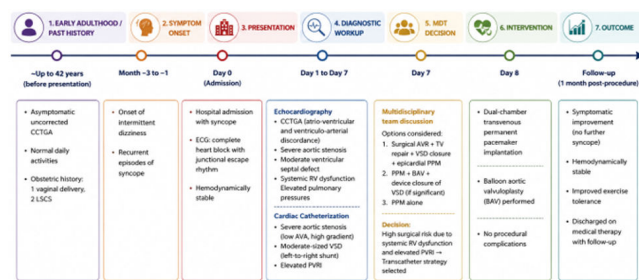 1. EARLY ADULTHOOD /
PAST HISTORY
2. SYMPTOM
ONSET
3. PRESENTATION
4. DIAGNOSTIC
WORKUP
5. MDT
DECISION
6. INTERVENTION
7. OUTCOME
~Up to 42 years
(before presentation)
Month −3 to −1
Day 0
(Admission)
Day 1 to Day 7
Day 7
Day 8
Follow-up
(1 month post-procedure)
• Asymptomatic
uncorrected
CCTGA
• Normal daily
activities
• Obstetric history:
1 vaginal delivery,
2 LSCS
• Onset of
intermittent
dizziness
• Recurrent
episodes of
syncope
• Hospital admission
with syncope
• ECG: complete
heart block with
junctional escape
rhythm
• Hemodynamically
stable
Echocardiography
• CCTGA (atrio-ventricular
and ventriculo-arterial
discordance)
• Severe aortic stenosis
• Moderate ventricular
septal defect
• Systemic RV dysfunction
Elevated pulmonary
pressures
Cardiac Catheterization
• Severe aortic stenosis
(low AVA, high gradient)
• Moderate-sized VSD
(left-to-right shunt)
• Elevated PVRI
Multidisciplinary
team discussion
Options considered:
1. Surgical AVR + TV
repair + VSD closure
+ epicardial PPM
2. PPM + BAV +
device closure of
VSD (if significant)
3. PPM alone
Decision:
High surgical risk due to
systemic RV dysfunction
and elevated PVRI →
Transcatheter strategy
selected
• Dual-chamber
transvenous
permanent
pacemaker
implantation
• Balloon aortic
valvuloplasty
(BAV) performed
• No procedural
complications
• Symptomatic
improvement
(no further
syncope)
• Hemodynamically
stable
• Improved exercise
tolerance
• Discharged on
medical therapy
with follow-up